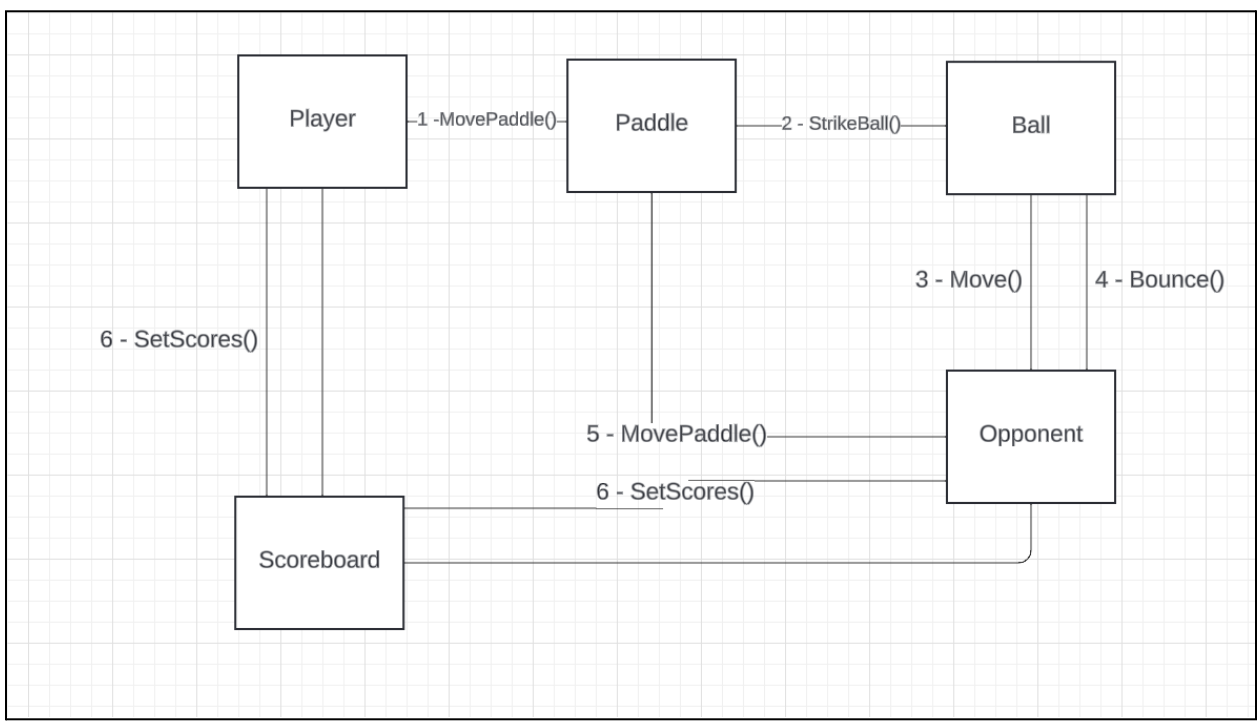 Player
1 -MovePaddle()
Paddle
2 - StrikeBall()
Ball
3 - Move()
4 - Bounce()
6 - SetScores()
5 - MovePaddle()
Opponent
6 - SetScores()
Scoreboard